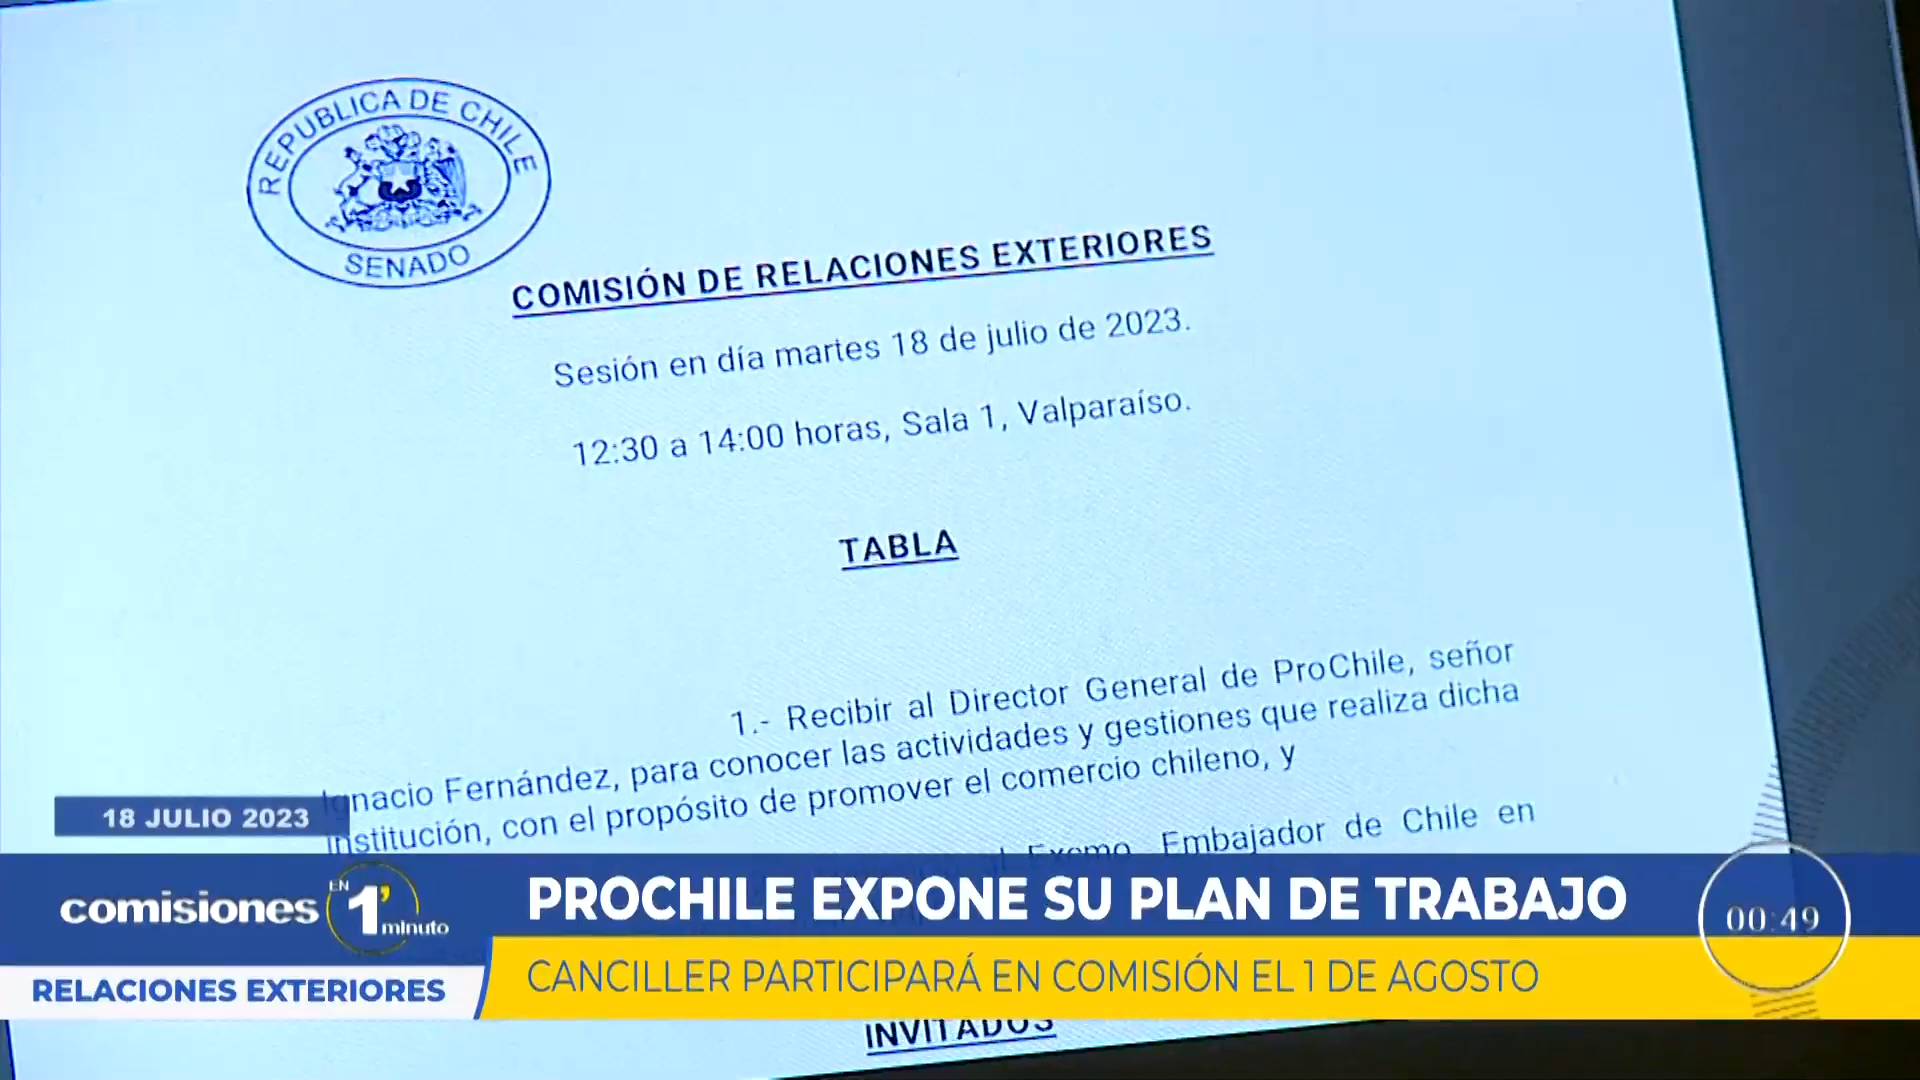 REPUBLICA DE CHILE
SENADO
COMISIÓN DE RELACIONES EXTERIORES
Sesión en día martes 18 de julio de 2023.
12:30 a 14:00 horas, Sala 1, Valparaíso.
TABLA
1.- Recibir al Director General de ProChile, señor
Ignacio Fernández, para conocer las actividades y gestiones que realiza dicha
institución, con el propósito de promover el comercio chileno, y
Excmo. Embajador de Chile en
18 JULIO 2023
comisiones EN 1' minuto
PROCHILE EXPONE SU PLAN DE TRABAJO
00:49
RELACIONES EXTERIORES
CANCILLER PARTICIPARÁ EN COMISIÓN EL 1 DE AGOSTO
INVITADOS